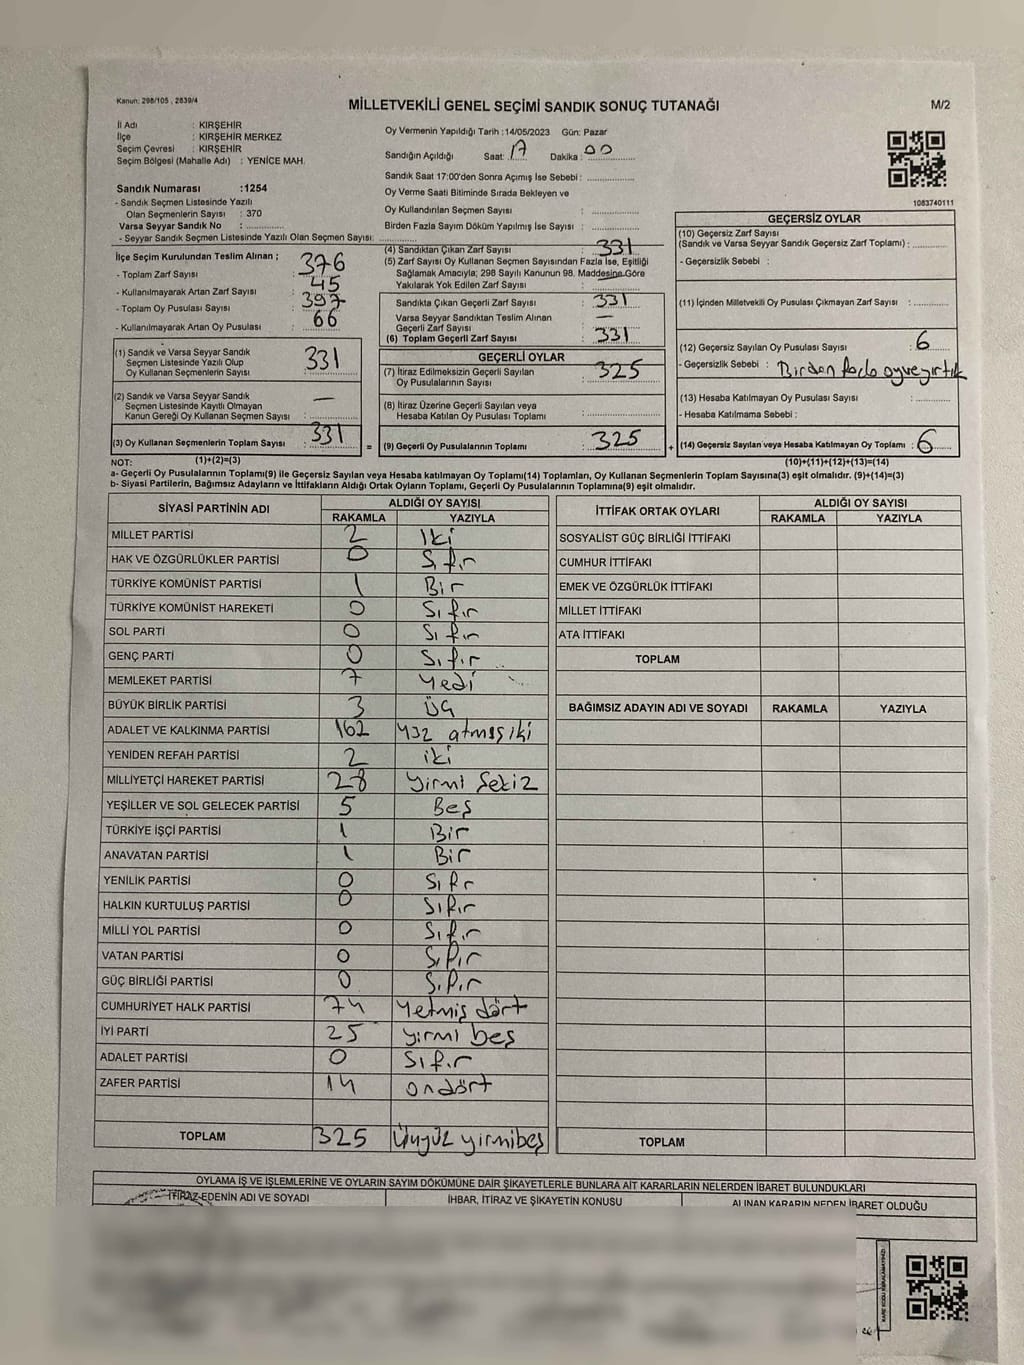 Kanun: 298/105 , 2839/4
MİLLETVEKİLİ GENEL SEÇİMİ SANDIK SONUÇ TUTANAĞI
M/2
İl Adı : KIRŞEHİR
İlçe : KIRŞEHİR MERKEZ
Seçim Çevresi : KIRŞEHİR
Seçim Bölgesi (Mahalle Adı) : YENİCE MAH.
Oy Vermenin Yapıldığı Tarih : 14/05/2023 Gün: Pazar
Sandığın Açıldığı Saat: 17 Dakika : 00
Sandık Saat 17:00'den Sonra Açımış İse Sebebi :
Oy Verme Saati Bitiminde Sırada Bekleyen ve
Oy Kullandırılan Seçmen Sayısı :
Birden Fazla Sayım Döküm Yapılmış İse Sayısı :
1083740111
Sandık Numarası :1254
- Sandık Seçmen Listesinde Yazılı
Olan Seçmenlerin Sayısı : 370
Varsa Seyyar Sandık No :
- Seyyar Sandık Seçmen Listesinde Yazılı Olan Seçmen Sayısı:
İlçe Seçim Kurulundan Teslim Alınan ;
- Toplam Zarf Sayısı : 376
- Kullanılmayarak Artan Zarf Sayısı : 45
- Toplam Oy Pusulası Sayısı : 397
- Kullanılmayarak Artan Oy Pusulası : 66
(1) Sandık ve Varsa Seyyar Sandık
Seçmen Listesinde Yazılı Olup
Oy Kullanan Seçmenlerin Sayısı : 331
(2) Sandık ve Varsa Seyyar Sandık
Seçmen Listesinde Kayıtlı Olmayan
Kanun Gereği Oy Kullanan Seçmen Sayısı : —
(3) Oy Kullanan Seçmenlerin Toplam Sayısı : 331
(1)+(2)=(3)
(4) Sandıktan Çıkan Zarf Sayısı : 331
(5) Zarf Sayısı Oy Kullanan Seçmen Sayısından Fazla İse, Eşitliği
Sağlamak Amacıyla; 298 Sayılı Kanunun 98. Maddesine Göre
Yakılarak Yok Edilen Zarf Sayısı :
Sandıkta Çıkan Geçerli Zarf Sayısı : 331
Varsa Seyyar Sandıktan Teslim Alınan
Geçerli Zarf Sayısı : —
(6) Toplam Geçerli Zarf Sayısı : 331
GEÇERLİ OYLAR
(7) İtiraz Edilmeksizin Geçerli Sayılan
Oy Pusulalarının Sayısı : 325
(8) İtiraz Üzerine Geçerli Sayılan veya
Hesaba Katılan Oy Pusulası Toplamı :
= (9) Geçerli Oy Pusulalarının Toplamı : 325 +
GEÇERSİZ OYLAR
(10) Geçersiz Zarf Sayısı
(Sandık ve Varsa Seyyar Sandık Geçersiz Zarf Toplamı) :
- Geçersizlik Sebebi :
(11) İçinden Milletvekili Oy Pusulası Çıkmayan Zarf Sayısı :
(12) Geçersiz Sayılan Oy Pusulası Sayısı : 6
- Geçersizlik Sebebi : Birden fazla oy ve yırtık
(13) Hesaba Katılmayan Oy Pusulası Sayısı :
- Hesaba Katılmama Sebebi :
(14) Geçersiz Sayılan veya Hesaba Katılmayan Oy Toplamı : 6
(10)+(11)+(12)+(13)=(14)
NOT:
a- Geçerli Oy Pusulalarının Toplamı(9) ile Geçersiz Sayılan veya Hesaba katılmayan Oy Toplamı(14) Toplamları, Oy Kullanan Seçmenlerin Toplam Sayısına(3) eşit olmalıdır. (9)+(14)=(3)
b- Siyasi Partilerin, Bağımsız Adayların ve İttifakların Aldığı Ortak Oyların Toplamı, Geçerli Oy Pusulalarının Toplamına(9) eşit olmalıdır.
SİYASİ PARTİNİN ADI ALDIĞI OY SAYISI
RAKAMLA YAZIYLA
MİLLET PARTİSİ 2 İki
HAK VE ÖZGÜRLÜKLER PARTİSİ 0 Sıfır
TÜRKİYE KOMÜNİST PARTİSİ 1 Bir
TÜRKİYE KOMÜNİST HAREKETİ 0 Sıfır
SOL PARTİ 0 Sıfır
GENÇ PARTİ 0 Sıfır
MEMLEKET PARTİSİ 7 Yedi
BÜYÜK BİRLİK PARTİSİ 3 Üç
ADALET VE KALKINMA PARTİSİ 162 yüz atmış iki
YENİDEN REFAH PARTİSİ 2 iki
MİLLİYETÇİ HAREKET PARTİSİ 28 Yirmi Sekiz
YEŞİLLER VE SOL GELECEK PARTİSİ 5 Beş
TÜRKİYE İŞÇİ PARTİSİ 1 Bir
ANAVATAN PARTİSİ 1 Bir
YENİLİK PARTİSİ 0 Sıfr
HALKIN KURTULUŞ PARTİSİ 0 Sıfır
MİLLİ YOL PARTİSİ 0 Sıfır
VATAN PARTİSİ 0 Sıfır
GÜÇ BİRLİĞİ PARTİSİ 0 Sıfır
CUMHURİYET HALK PARTİSİ 74 Yetmiş dört
İYİ PARTİ 25 yirmi beş
ADALET PARTİSİ 0 Sıfır
ZAFER PARTİSİ 14 ondört
TOPLAM 325 Üçyüz yirmibeş
İTTİFAK ORTAK OYLARI ALDIĞI OY SAYISI
RAKAMLA YAZIYLA
SOSYALİST GÜÇ BİRLİĞİ İTTİFAKI
CUMHUR İTTİFAKI
EMEK VE ÖZGÜRLÜK İTTİFAKI
MİLLET İTTİFAKI
ATA İTTİFAKI
TOPLAM
BAĞIMSIZ ADAYIN ADI VE SOYADI RAKAMLA YAZIYLA
TOPLAM
OYLAMA İŞ VE İŞLEMLERİNE VE OYLARIN SAYIM DÖKÜMÜNE DAİR ŞİKAYETLERLE BUNLARA AİT KARARLARIN NELERDEN İBARET BULUNDUKLARI
İTİRAZ EDENİN ADI VE SOYADI
İHBAR, İTİRAZ VE ŞİKAYETİN KONUSU
ALINAN KARARIN NEDEN İBARET OLDUĞU